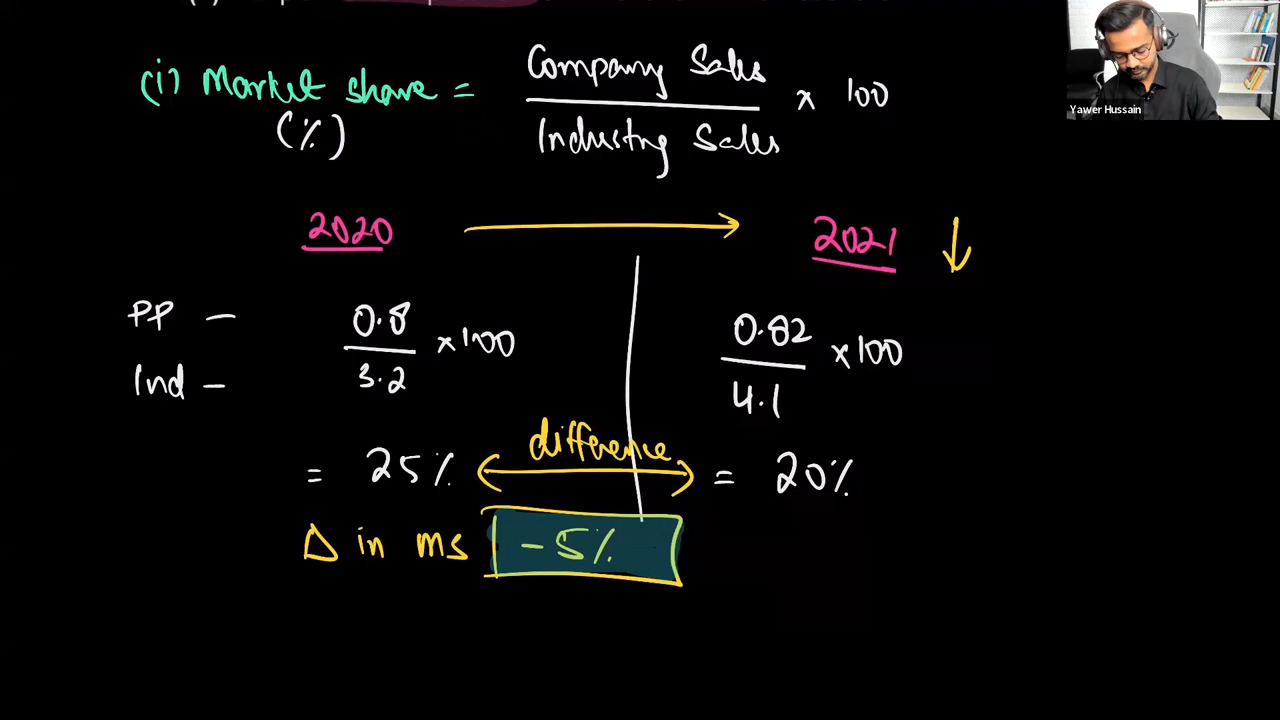 (i) Market share = Company Sales / Industry Sales × 100
(%)
2020 → 2021 ↓
PP – 0.8 / 3.2 ×100 0.82 / 4.1 ×100
Ind –
difference
= 25% = 20%
Δ in ms -5%
Yawer Hussain